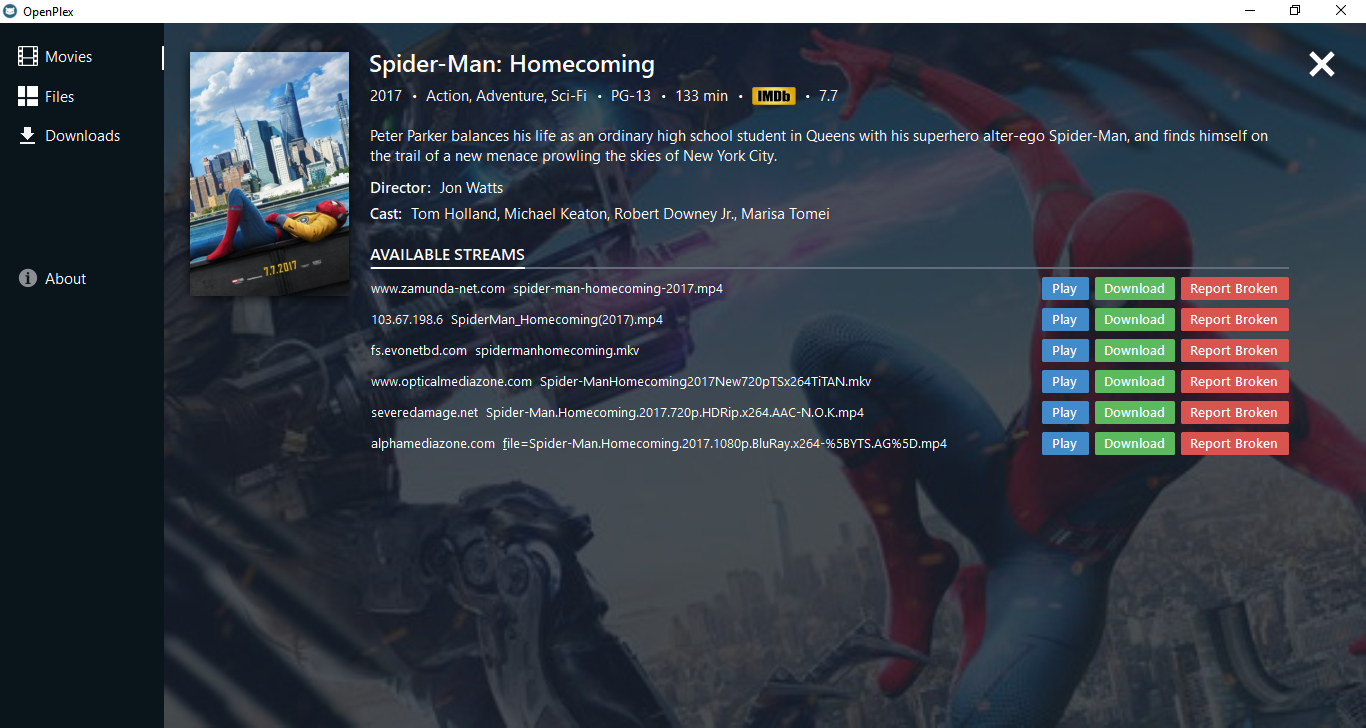 OpenPlex
Movies
Files
Downloads
About
7.7.2017
Spider-Man: Homecoming
2017 • Action, Adventure, Sci-Fi • PG-13 • 133 min • IMDb • 7.7
Peter Parker balances his life as an ordinary high school student in Queens with his superhero alter-ego Spider-Man, and finds himself on
the trail of a new menace prowling the skies of New York City.
Director: Jon Watts
Cast: Tom Holland, Michael Keaton, Robert Downey Jr., Marisa Tomei
AVAILABLE STREAMS
www.zamunda-net.com spider-man-homecoming-2017.mp4 Play Download Report Broken
103.67.198.6 SpiderMan_Homecoming(2017).mp4 Play Download Report Broken
fs.evonetbd.com spidermanhomecoming.mkv Play Download Report Broken
www.opticalmediazone.com Spider-ManHomecoming2017New720pTSx264TiTAN.mkv Play Download Report Broken
severedamage.net Spider-Man.Homecoming.2017.720p.HDRip.x264.AAC-N.O.K.mp4 Play Download Report Broken
alphamediazone.com file=Spider-Man.Homecoming.2017.1080p.BluRay.x264-%5BYTS.AG%5D.mp4 Play Download Report Broken